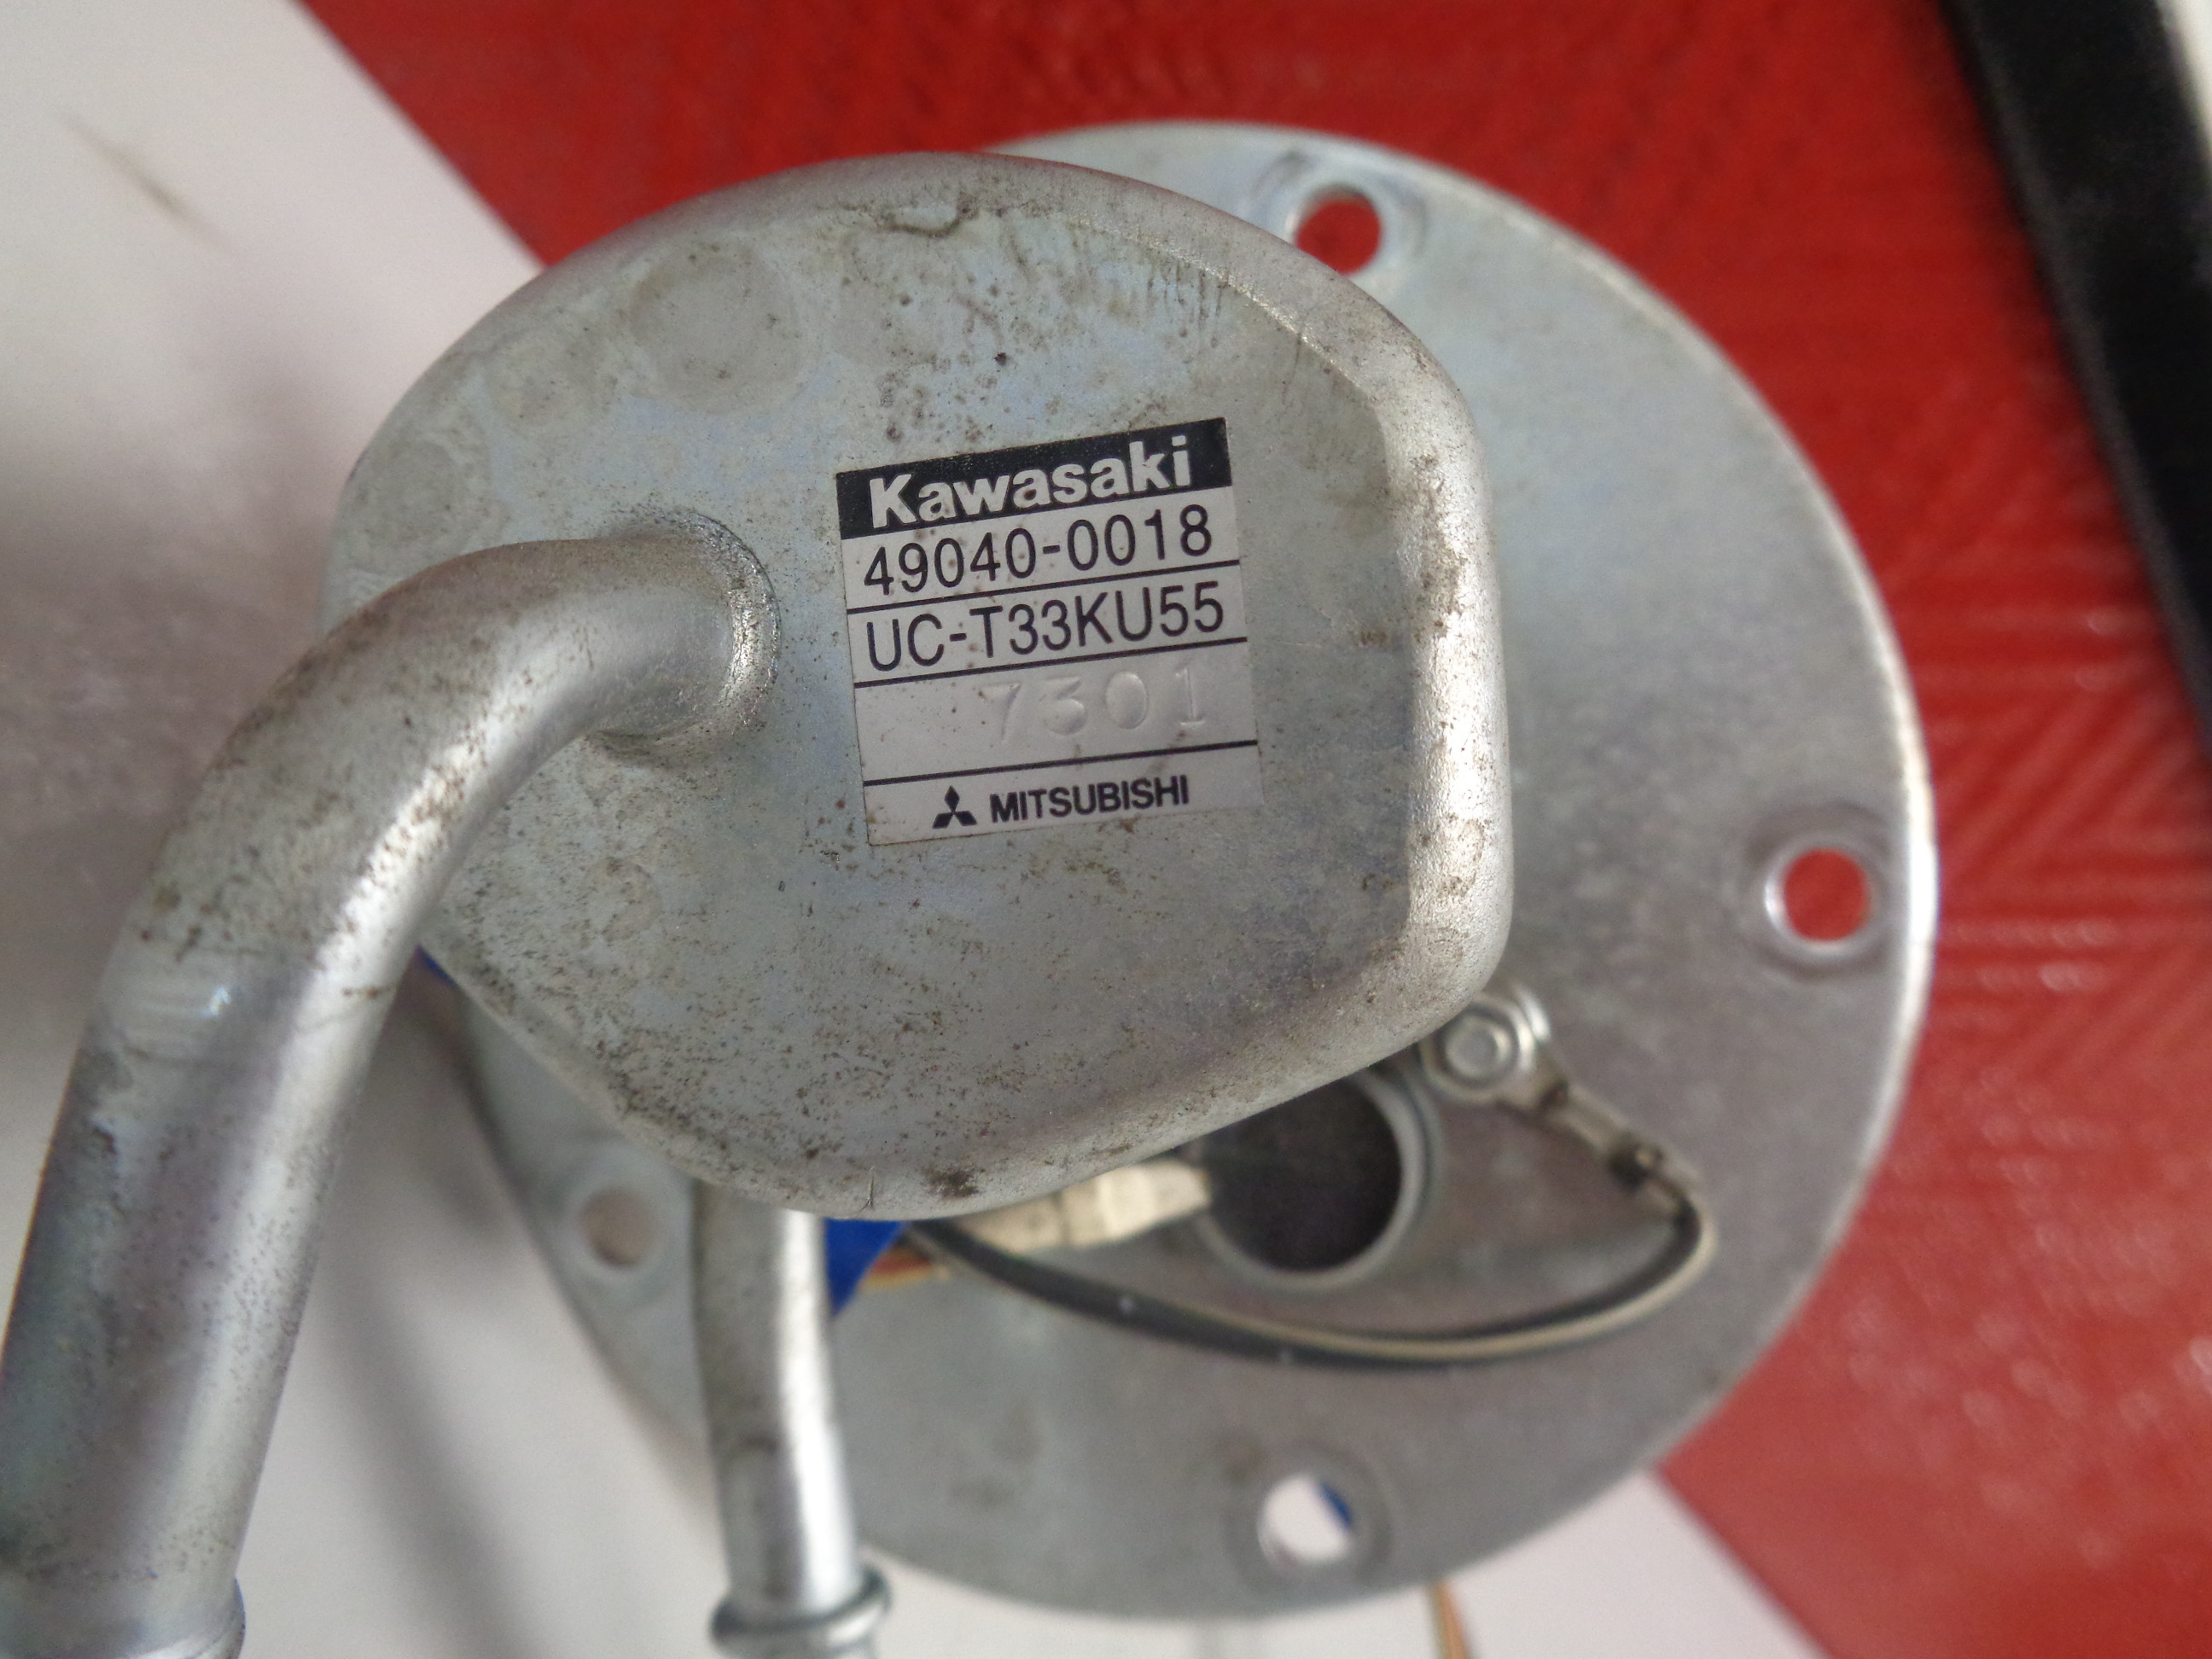 Kawasaki
49040-0018
UC-T33KU55
7301
MITSUBISHI